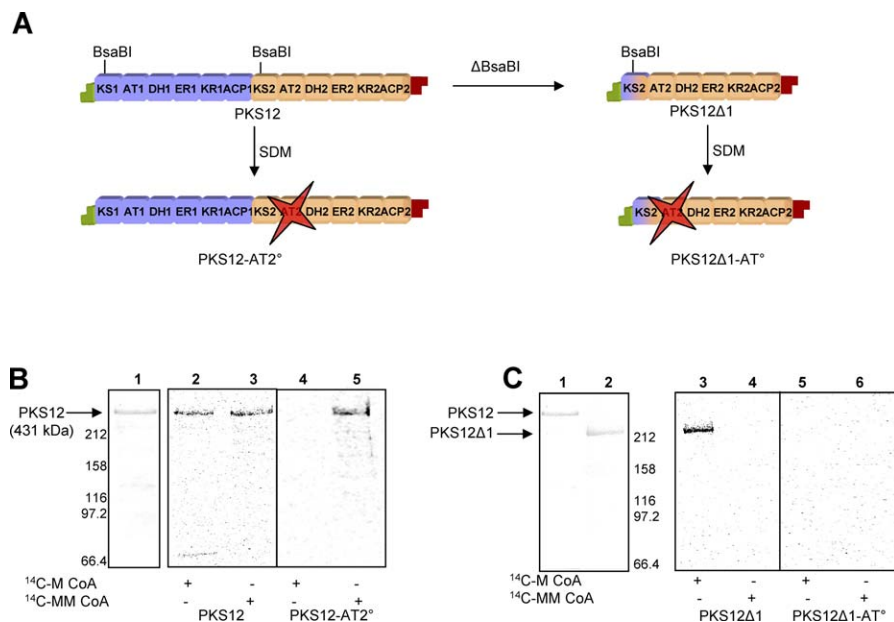 A
BsaBI
BsaBI
BsaBI
KS1 AT1 DH1 ER1 KR1ACP1 KS2 AT2 DH2 ER2 KR2ACP2
ΔBsaBI
KS2 AT2 DH2 ER2 KR2ACP2
PKS12
PKS12Δ1
SDM
SDM
KS1 AT1 DH1 ER1 KR1ACP1 KS2 AT2 DH2 ER2 KR2ACP2
KS2 AT2 DH2 ER2 KR2ACP2
PKS12-AT2°
PKS12Δ1-AT°
B
1 2 3 4 5
PKS12
(431 kDa)
212
158
116
97.2
66.4
¹⁴C-M CoA + - + -
¹⁴C-MM CoA - + - +
PKS12 PKS12-AT2°
C
1 2 3 4 5 6
PKS12
PKS12Δ1
212
158
116
97.2
66.4
¹⁴C-M CoA + - + -
¹⁴C-MM CoA - + - +
PKS12Δ1 PKS12Δ1-AT°